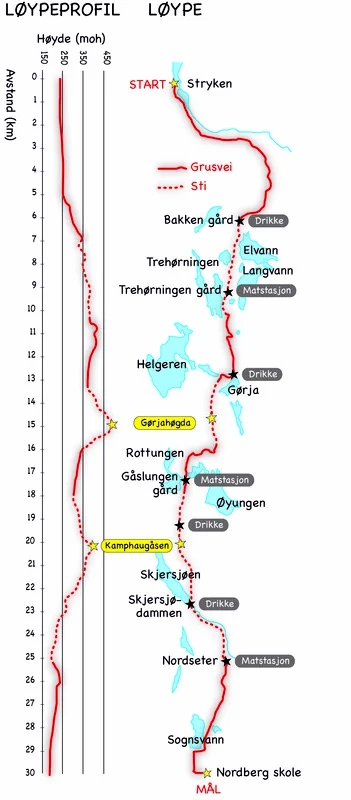 LØYPEPROFIL LØYPE
Høyde (moh)
150
250
350
450
Avstand (km)
0
1
2
3
4
5
6
7
8
9
10
11
12
13
14
15
16
17
18
19
20
21
22
23
24
25
26
27
28
29
30
START Stryken
Grusvei
Sti
Bakken gård Drikke
Elvann
Trehørningen
Langvann
Trehørningen gård Matstasjon
Helgeren
Drikke
Gørja
Gørjahøgda
Rottungen
Gåslungen
gård
Matstasjon
Øyungen
Drikke
Kamphaugåsen
Skjersjøen
Skjersjø-
dammen
Drikke
Nordseter Matstasjon
Sognsvann
Nordberg skole
MÅL